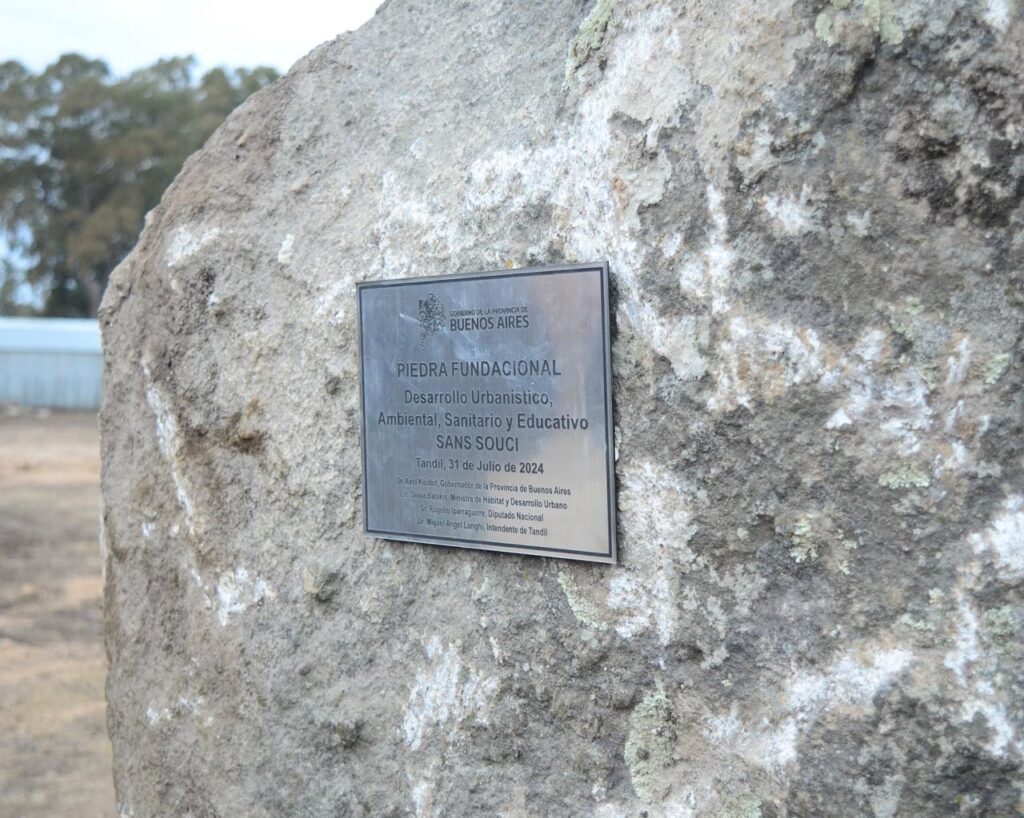 GOBIERNO DE LA PROVINCIA DE
BUENOS AIRES
PIEDRA FUNDACIONAL
Desarrollo Urbanístico,
Ambiental, Sanitario y Educativo
SANS SOUCI
Tandil, 31 de Julio de 2024
Dr. Axel Kicillof, Gobernador de la Provincia de Buenos Aires
Lic. Silvina Batakis, Ministra de Hábitat y Desarrollo Urbano
Sr. Rogelio Iparraguirre, Diputado Nacional
Dr. Miguel Ángel Lunghi, Intendente de Tandil